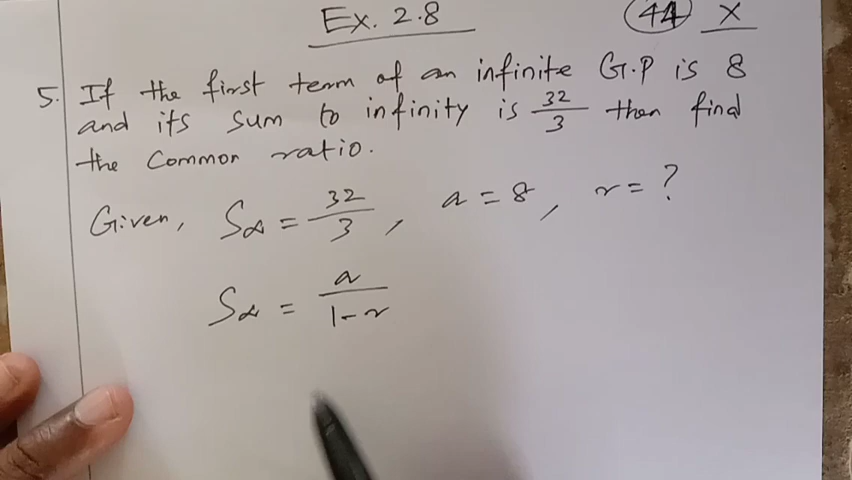 Ex. 2.8
44 X
5. If the first term of an infinite G.P is 8
and its sum to infinity is 32/3 then find
the Common ratio.
Given, S∝ = 32/3, a = 8, r = ?
S∝ = a/1-r